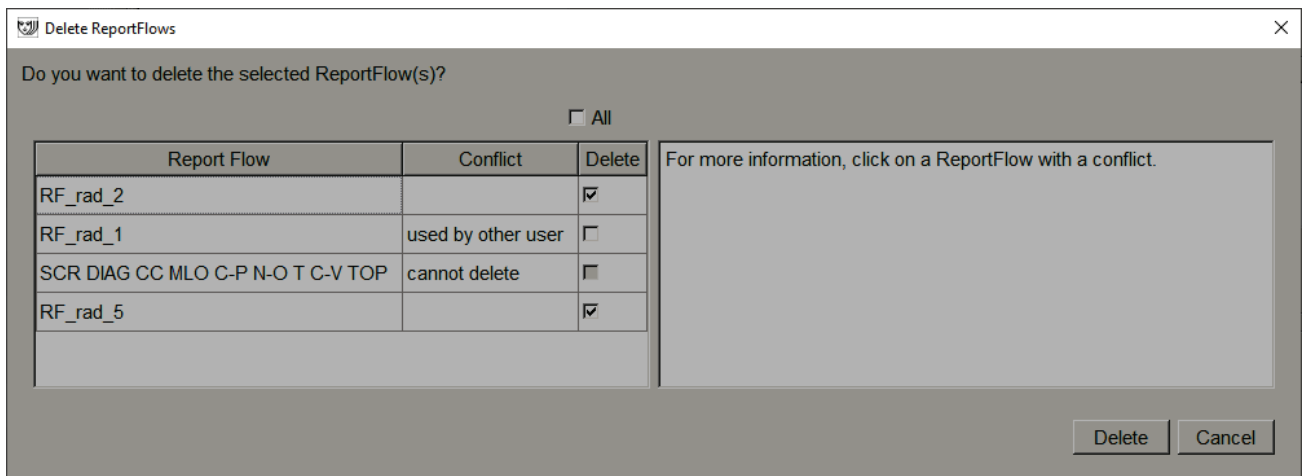 Delete ReportFlows
Do you want to delete the selected ReportFlow(s)?
All
Report Flow Conflict Delete
For more information, click on a ReportFlow with a conflict.
RF_rad_2
RF_rad_1 used by other user
SCR DIAG CC MLO C-P N-O T C-V TOP cannot delete
RF_rad_5
Delete Cancel